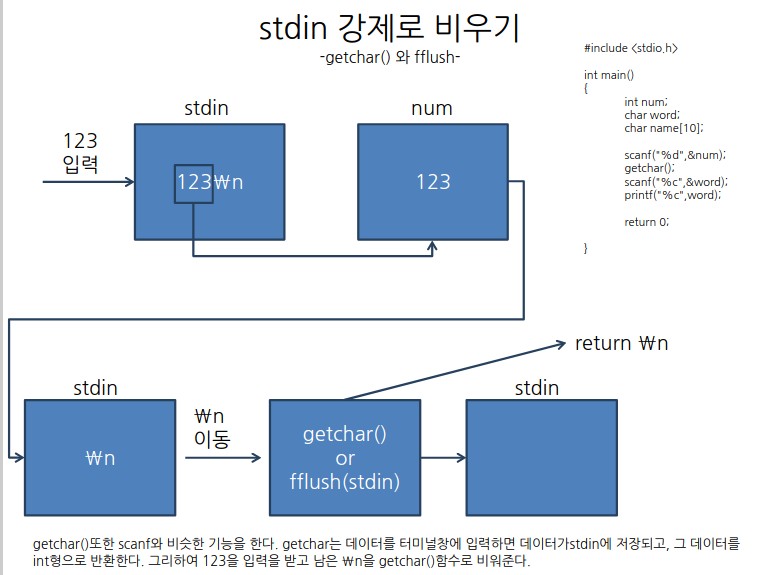 stdin 강제로 비우기
-getchar() 와 fflush-
#include <stdio.h>
int main()
{
int num;
char word;
char name[10];
scanf("%d",&num);
getchar();
scanf("%c",&word);
printf("%c",word);
return 0;
}
stdin
num
123
입력
123₩n
123
return ₩n
stdin
stdin
₩n
₩n
이동
getchar()
or
fflush(stdin)
getchar()또한 scanf와 비슷한 기능을 한다. getchar는 데이터를 터미널창에 입력하면 데이터가stdin에 저장되고, 그 데이터를
int형으로 반환한다. 그리하여 123을 입력을 받고 남은 ₩n을 getchar()함수로 비워준다.